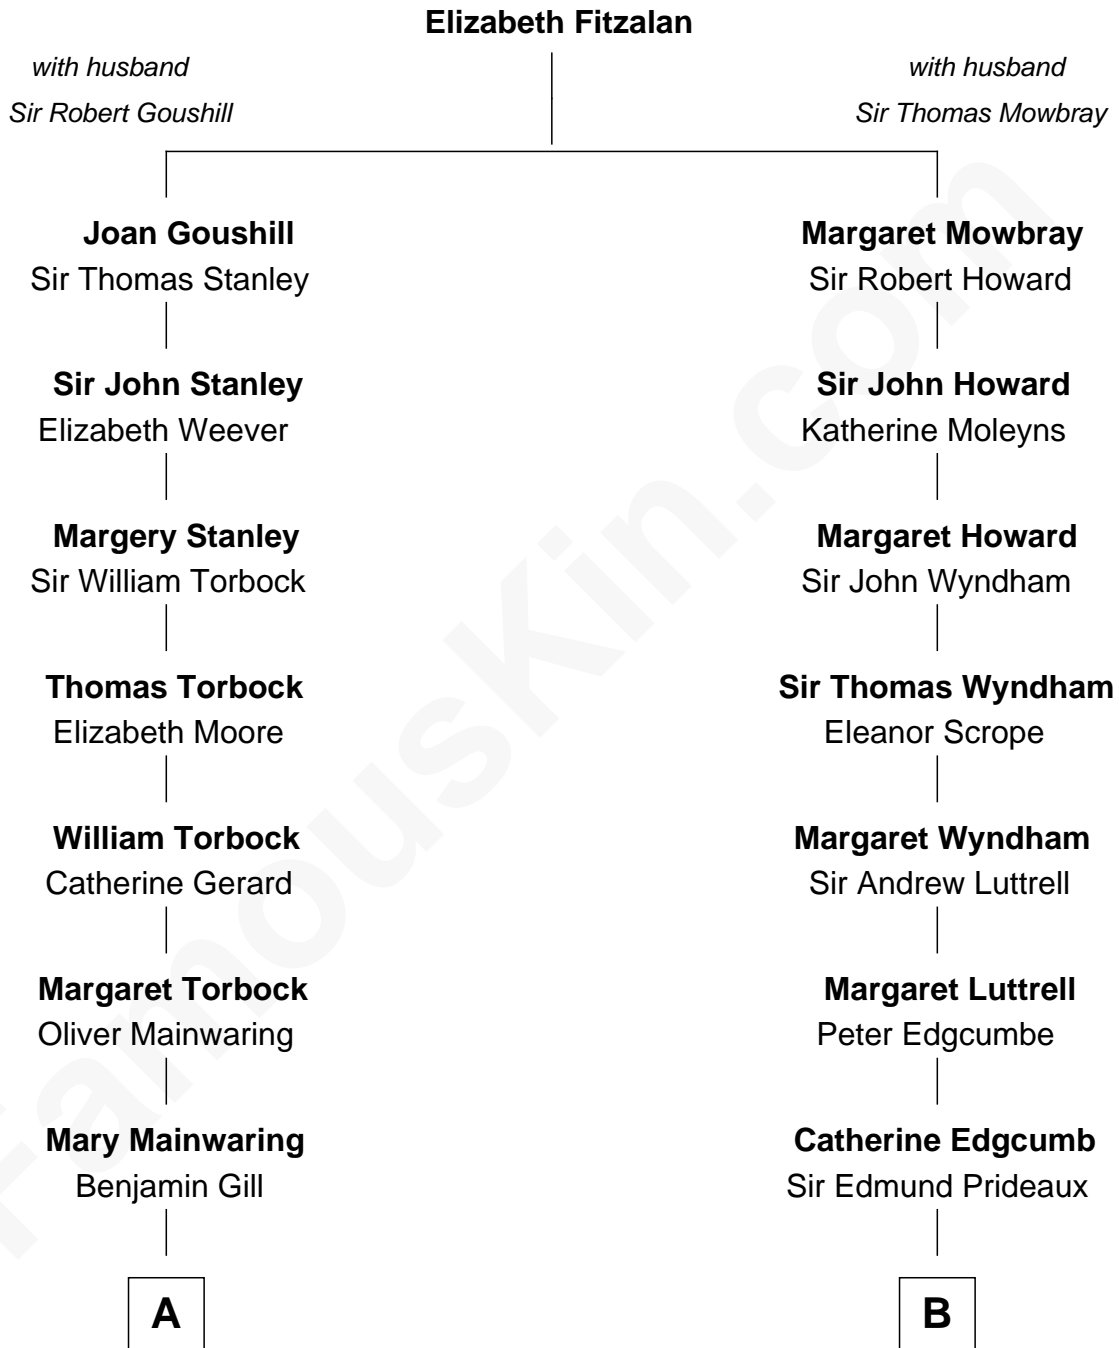 Elizabeth Fitzalan
with husband
Sir Robert Goushill
with husband
Sir Thomas Mowbray
Joan Goushill
Sir Thomas Stanley
Margaret Mowbray
Sir Robert Howard
Sir John Stanley
Elizabeth Weever
Sir John Howard
Katherine Moleyns
Margery Stanley
Sir William Torbock
Margaret Howard
Sir John Wyndham
Thomas Torbock
Elizabeth Moore
Sir Thomas Wyndham
Eleanor Scrope
William Torbock
Catherine Gerard
Margaret Wyndham
Sir Andrew Luttrell
Margaret Torbock
Oliver Mainwaring
Margaret Luttrell
Peter Edgcumbe
Mary Mainwaring
Benjamin Gill
Catherine Edgcumb
Sir Edmund Prideaux
A
B
FamousKin.com